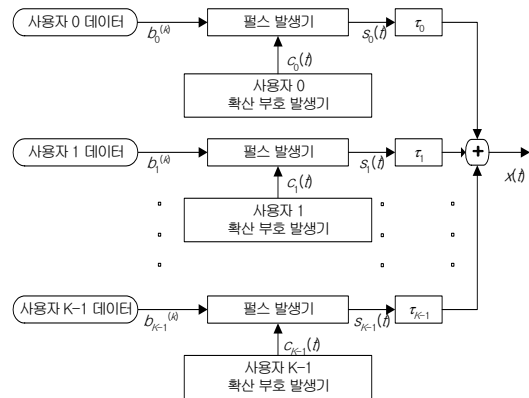 사용자 0 데이터
b₀⁽ᵏ⁾
펄스 발생기
s₀(t)
τ₀
c₀(t)
사용자 0
확산 부호 발생기
사용자 1 데이터
b₁⁽ᵏ⁾
펄스 발생기
s₁(t)
τ₁
+
x(t)
c₁(t)
사용자 1
확산 부호 발생기
사용자 K-1 데이터
b_{K-1}⁽ᵏ⁾
펄스 발생기
s_{K-1}(t)
τ_{K-1}
c_{K-1}(t)
사용자 K-1
확산 부호 발생기